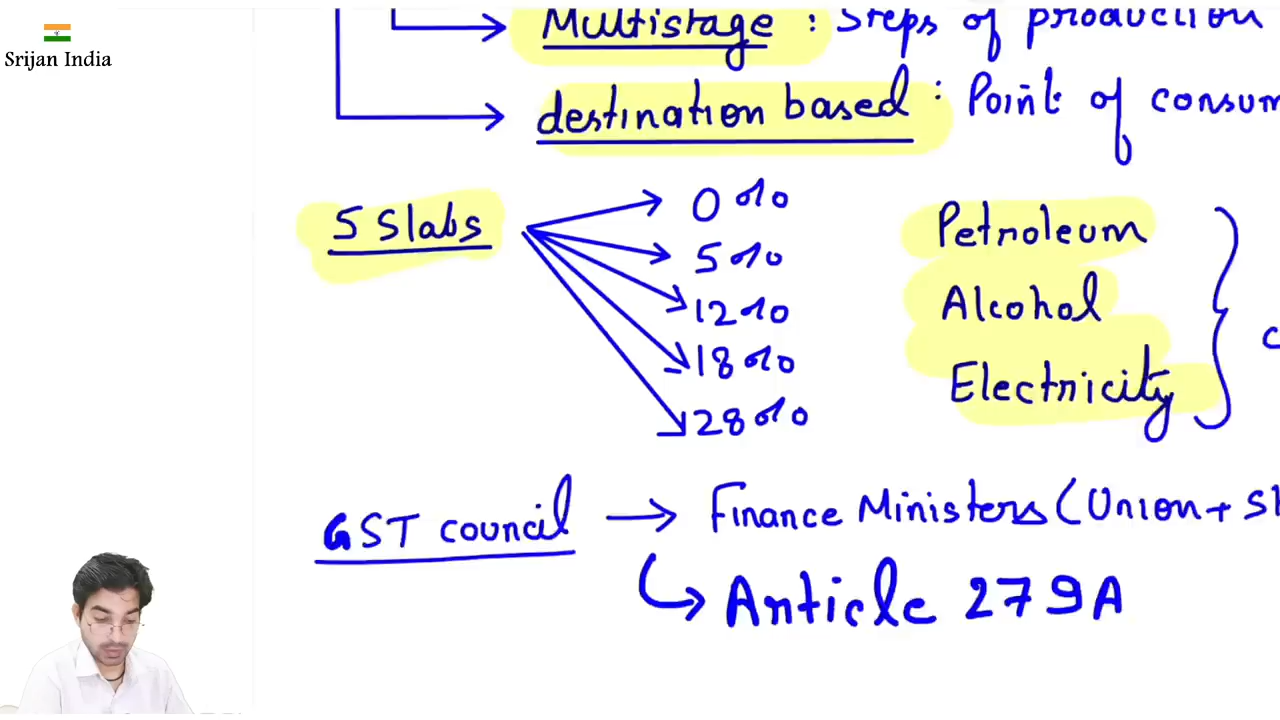 Srijan India
Multistage : Steps of production
destination based : Point of consum
5 Slabs
0%
5%
12%
18%
28%
Petroleum
Alcohol
Electricity
GST council → Finance Ministers (Union + St
Article 279A